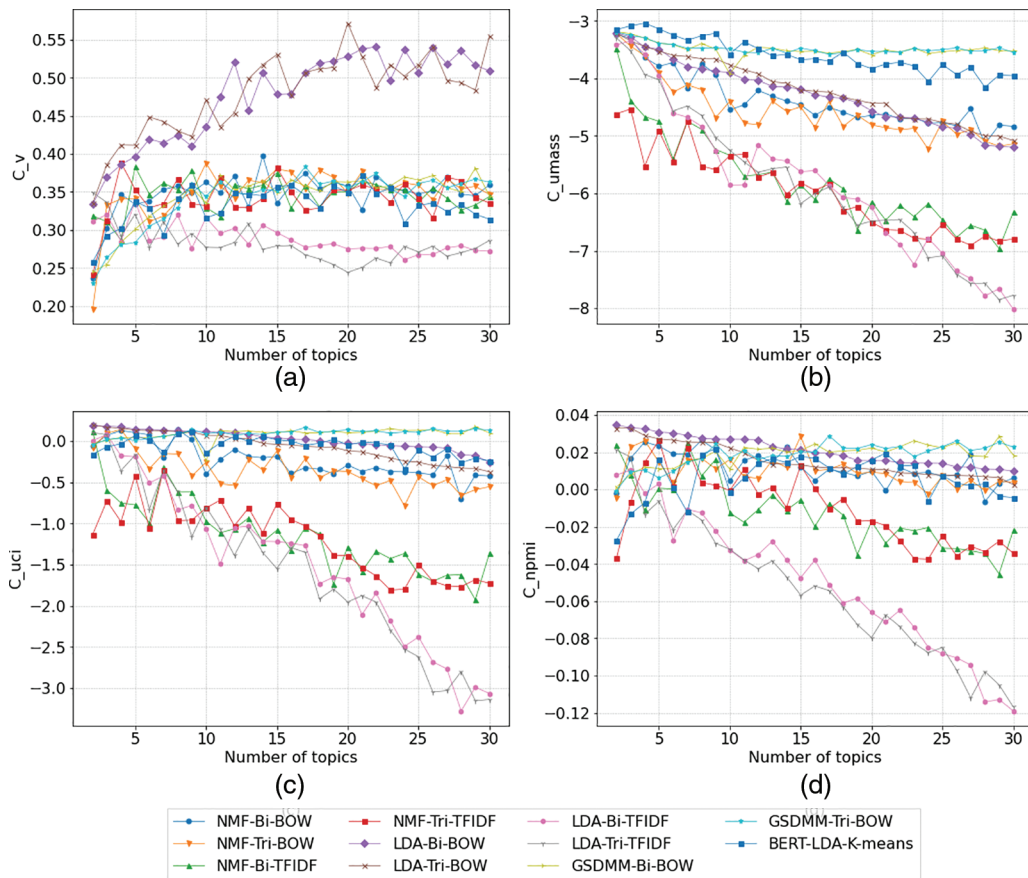 0.55
0.50
0.45
0.40
0.35
0.30
0.25
0.20
C_v
5 10 15 20 25 30
Number of topics
(a)
−3
−4
−5
−6
−7
−8
C_umass
5 10 15 20 25 30
Number of topics
(b)
0.0
−0.5
−1.0
−1.5
−2.0
−2.5
−3.0
C_uci
5 10 15 20 25 30
Number of topics
(c)
0.04
0.02
0.00
−0.02
−0.04
−0.06
−0.08
−0.10
−0.12
C_npmi
5 10 15 20 25 30
Number of topics
(d)
NMF-Bi-BOW NMF-Tri-TFIDF LDA-Bi-TFIDF GSDMM-Tri-BOW
NMF-Tri-BOW LDA-Bi-BOW LDA-Tri-TFIDF BERT-LDA-K-means
NMF-Bi-TFIDF LDA-Tri-BOW GSDMM-Bi-BOW